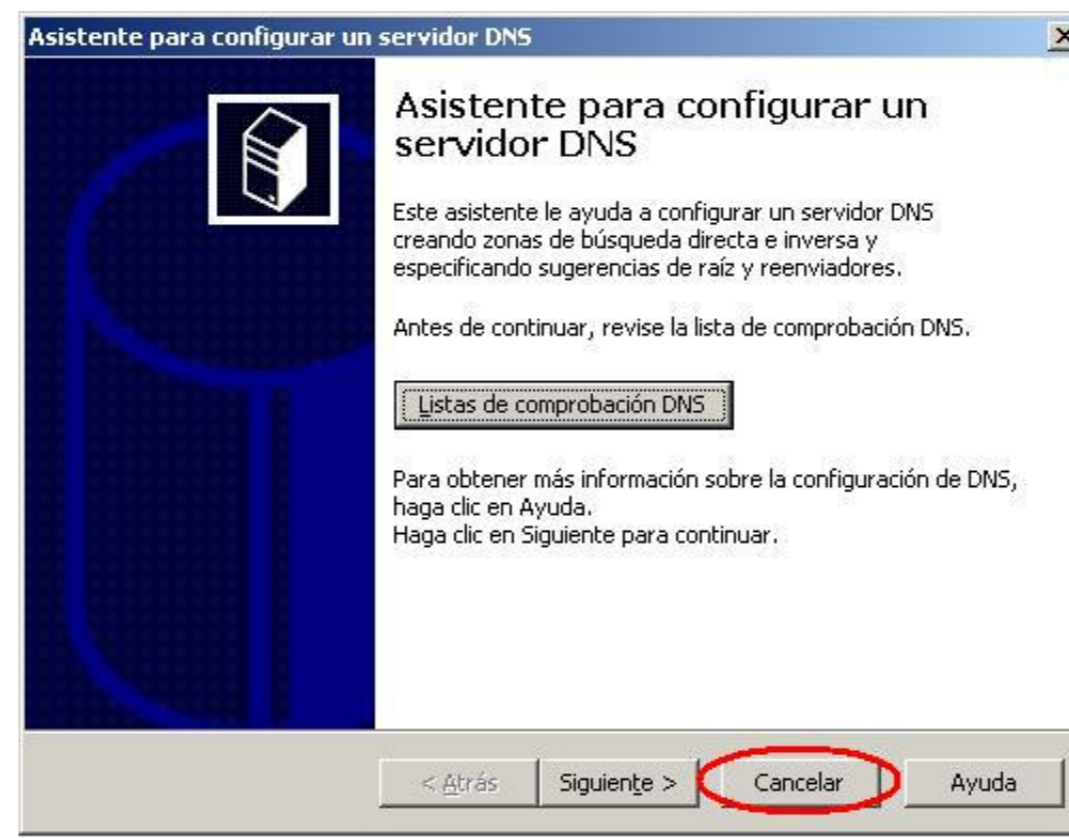 Asistente para configurar un servidor DNS
Asistente para configurar un
servidor DNS
Este asistente le ayuda a configurar un servidor DNS
creando zonas de búsqueda directa e inversa y
especificando sugerencias de raíz y reenviadores.
Antes de continuar, revise la lista de comprobación DNS.
Listas de comprobación DNS
Para obtener más información sobre la configuración de DNS,
haga clic en Ayuda.
Haga clic en Siguiente para continuar.
< Atrás Siguiente > Cancelar Ayuda